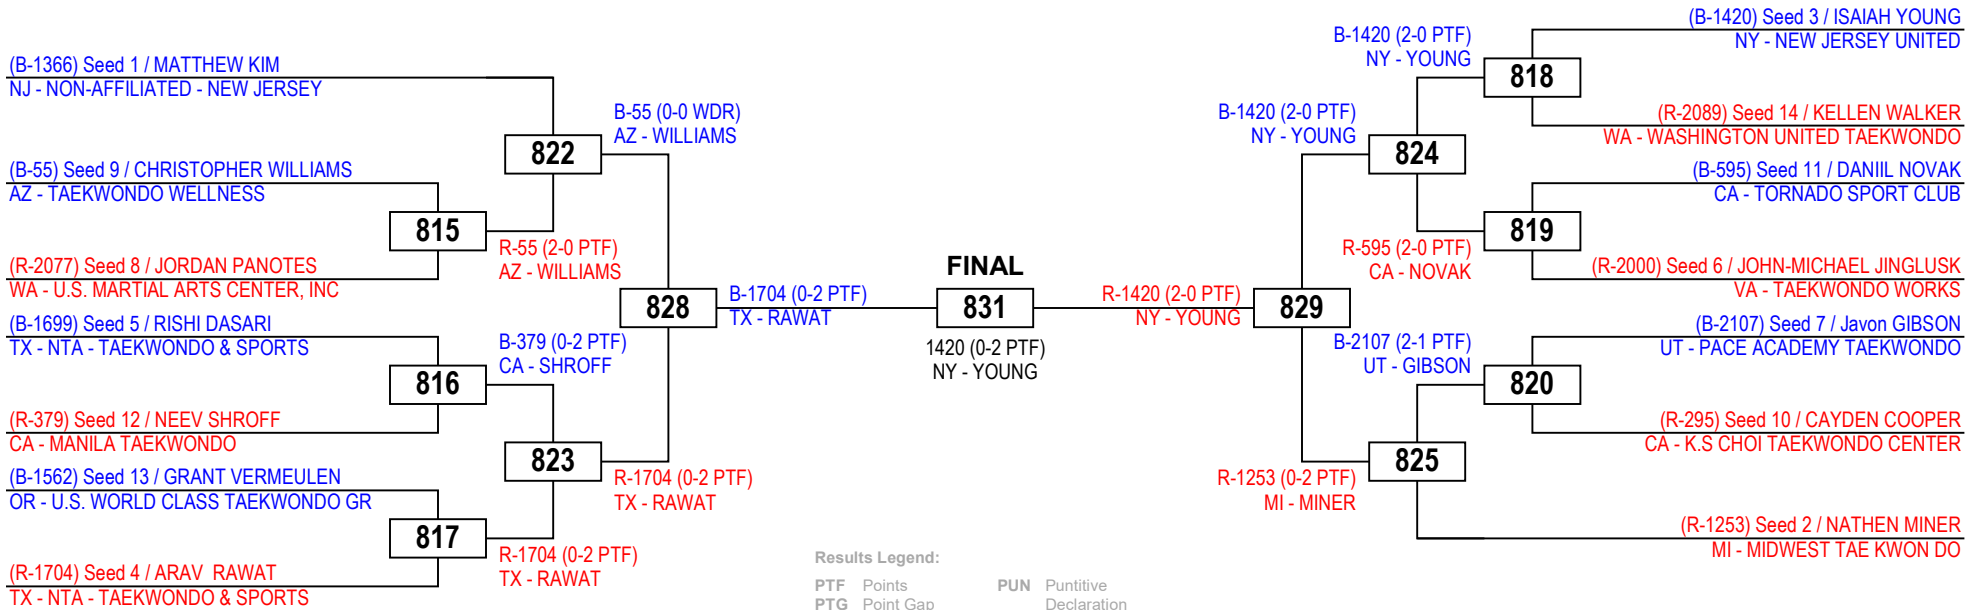 (B-1366) Seed 1 / MATTHEW KIM
NJ - NON-AFFILIATED - NEW JERSEY
(B-55) Seed 9 / CHRISTOPHER WILLIAMS
AZ - TAEKWONDO WELLNESS
(R-2077) Seed 8 / JORDAN PANOTES
WA - U.S. MARTIAL ARTS CENTER, INC
(B-1699) Seed 5 / RISHI DASARI
TX - NTA - TAEKWONDO & SPORTS
(R-379) Seed 12 / NEEV SHROFF
CA - MANILA TAEKWONDO
(B-1562) Seed 13 / GRANT VERMEULEN
OR - U.S. WORLD CLASS TAEKWONDO GR
(R-1704) Seed 4 / ARAV  RAWAT
TX - NTA - TAEKWONDO & SPORTS
815
816
817
R-55 (2-0 PTF)
AZ - WILLIAMS
B-379 (0-2 PTF)
CA - SHROFF
R-1704 (0-2 PTF)
TX - RAWAT
822
823
B-55 (0-0 WDR)
AZ - WILLIAMS
R-1704 (0-2 PTF)
TX - RAWAT
828
B-1704 (0-2 PTF)
TX - RAWAT
FINAL
831
1420 (0-2 PTF)
NY - YOUNG
R-1420 (2-0 PTF)
NY - YOUNG
829
B-1420 (2-0 PTF)
NY - YOUNG
R-1253 (0-2 PTF)
MI - MINER
824
825
B-1420 (2-0 PTF)
NY - YOUNG
R-595 (2-0 PTF)
CA - NOVAK
B-2107 (2-1 PTF)
UT - GIBSON
818
819
820
(B-1420) Seed 3 / ISAIAH YOUNG
NY - NEW JERSEY UNITED
(R-2089) Seed 14 / KELLEN WALKER
WA - WASHINGTON UNITED TAEKWONDO
(B-595) Seed 11 / DANIIL NOVAK
CA - TORNADO SPORT CLUB
(R-2000) Seed 6 / JOHN-MICHAEL JINGLUSK
VA - TAEKWONDO WORKS
(B-2107) Seed 7 / Javon GIBSON
UT - PACE ACADEMY TAEKWONDO
(R-295) Seed 10 / CAYDEN COOPER
CA - K.S CHOI TAEKWONDO CENTER
(R-1253) Seed 2 / NATHEN MINER
MI - MIDWEST TAE KWON DO
Results Legend:
PTF Points
PTG Point Gap
PUN Puntitive
Declaration